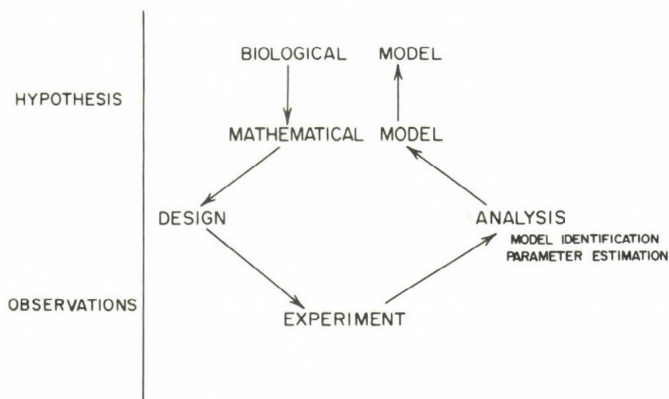 BIOLOGICAL MODEL
HYPOTHESIS
MATHEMATICAL MODEL
DESIGN
ANALYSIS
MODEL IDENTIFICATION
PARAMETER ESTIMATION
OBSERVATIONS
EXPERIMENT